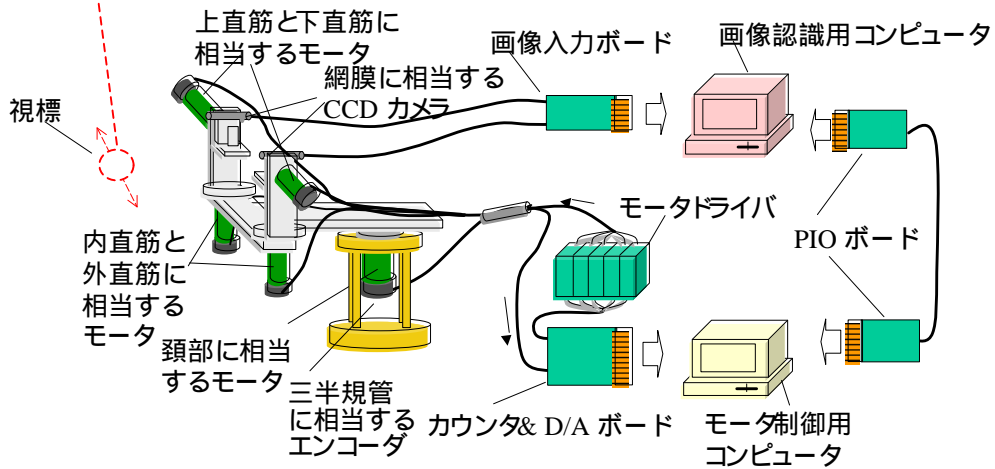 上直筋と下直筋に
相当するモータ
画像入力ボード
画像認識用コンピュータ
網膜に相当する
CCD カメラ
視標
モータドライバ
PIO ボード
内直筋と
外直筋に
相当する
モータ
頚部に相当
するモータ
三半規管
に相当する
エンコーダ
カウンタ& D/A ボード
モータ制御用
コンピュータ